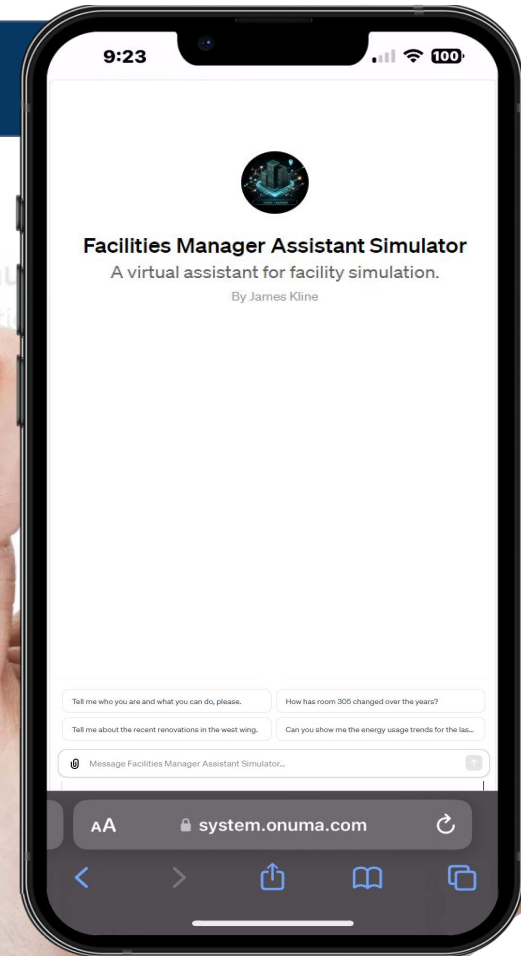 9:23
100
Facilities Manager Assistant Simulator
A virtual assistant for facility simulation.
By James Kline
Tell me who you are and what you can do, please.
How has room 305 changed over the years?
Tell me about the recent renovations in the west wing.
Can you show me the energy usage trends for the las...
Message Facilities Manager Assistant Simulator...
AA
system.onuma.com